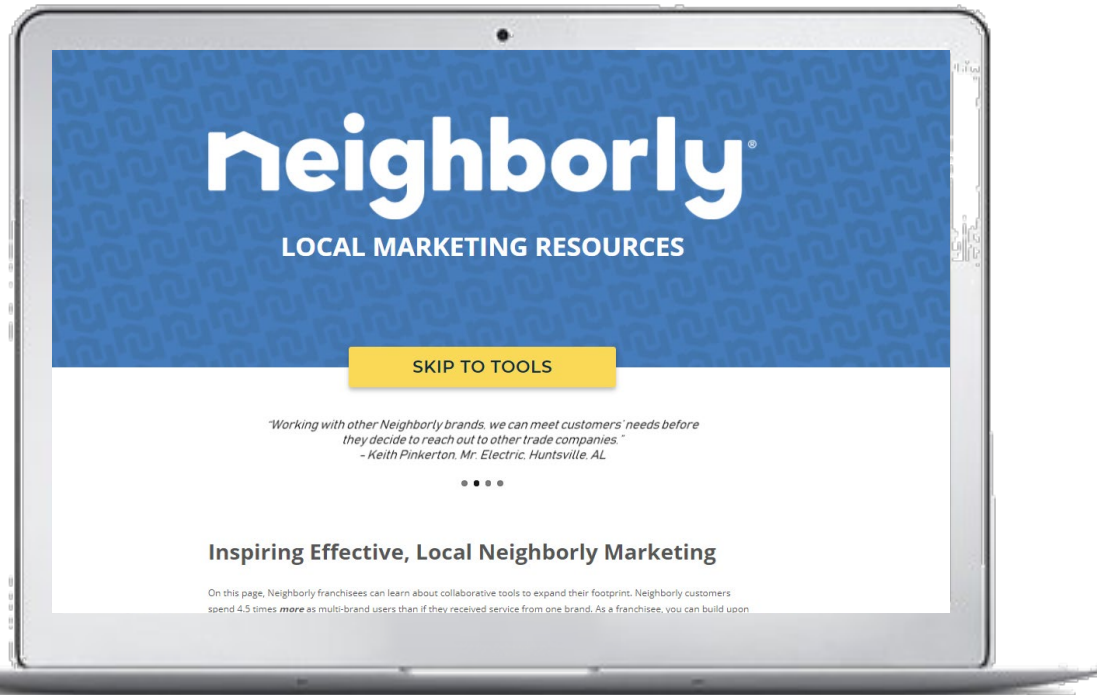 neighborly®
LOCAL MARKETING RESOURCES
SKIP TO TOOLS
"Working with other Neighborly brands, we can meet customers' needs before
they decide to reach out to other trade companies."
- Keith Pinkerton, Mr. Electric, Huntsville, AL
Inspiring Effective, Local Neighborly Marketing
On this page, Neighborly franchisees can learn about collaborative tools to expand their footprint. Neighborly customers
spend 4.5 times more as multi-brand users than if they received service from one brand. As a franchisee, you can build upon